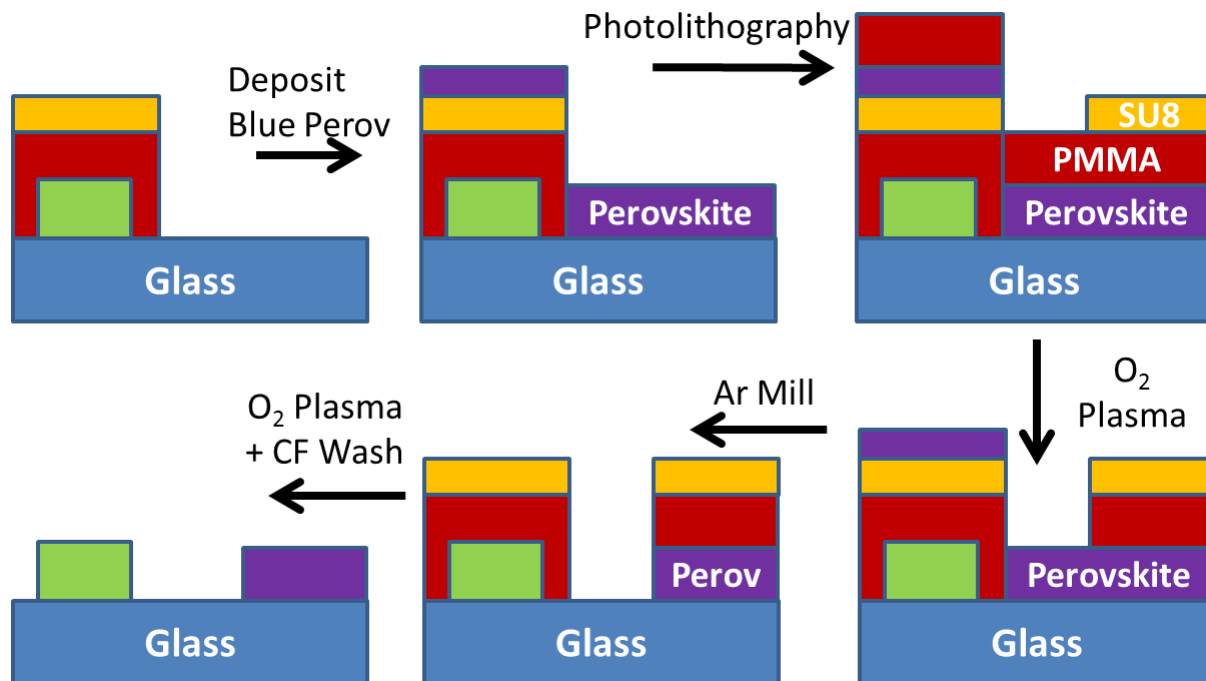 Deposit
Blue Perov
Glass
Perovskite
Glass
Photolithography
SU8
PMMA
Perovskite
Glass
O₂
Plasma
Perovskite
Glass
Ar Mill
Perov
Glass
O₂ Plasma
+ CF Wash
Glass